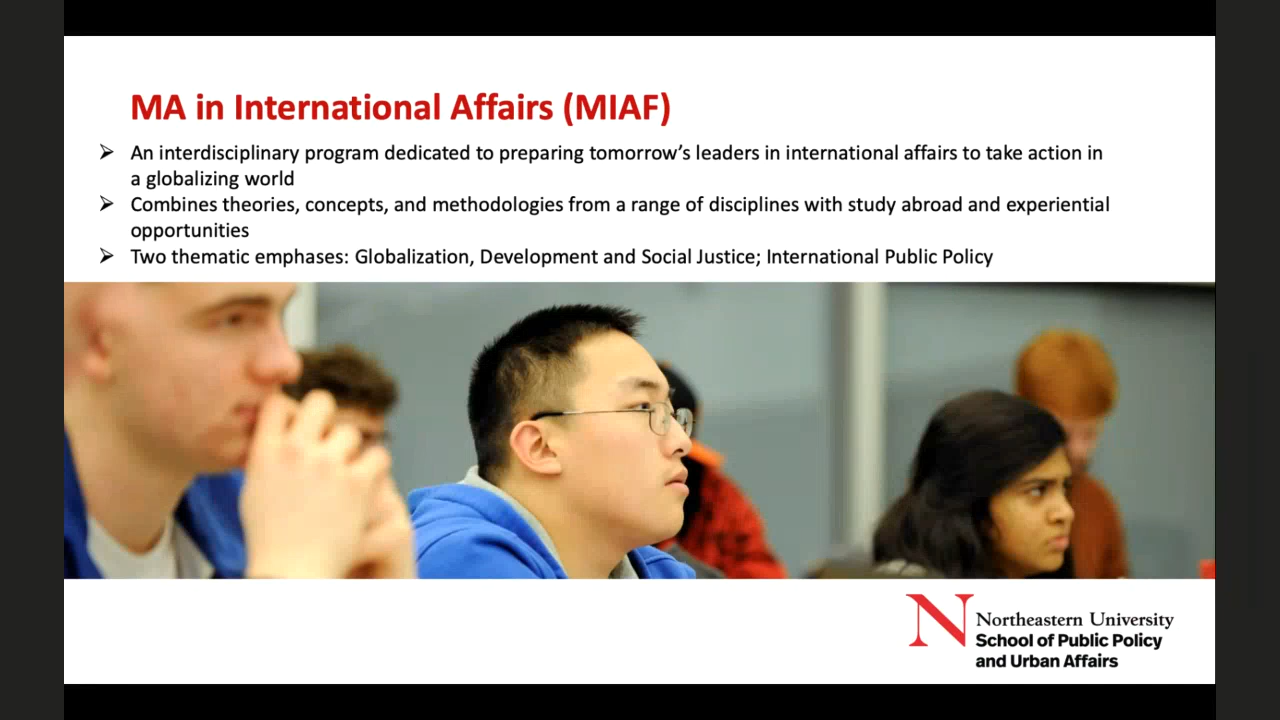 MA in International Affairs (MIAF)
➢ An interdisciplinary program dedicated to preparing tomorrow's leaders in international affairs to take action in
a globalizing world
➢ Combines theories, concepts, and methodologies from a range of disciplines with study abroad and experiential
opportunities
➢ Two thematic emphases: Globalization, Development and Social Justice; International Public Policy
N Northeastern University
School of Public Policy
and Urban Affairs